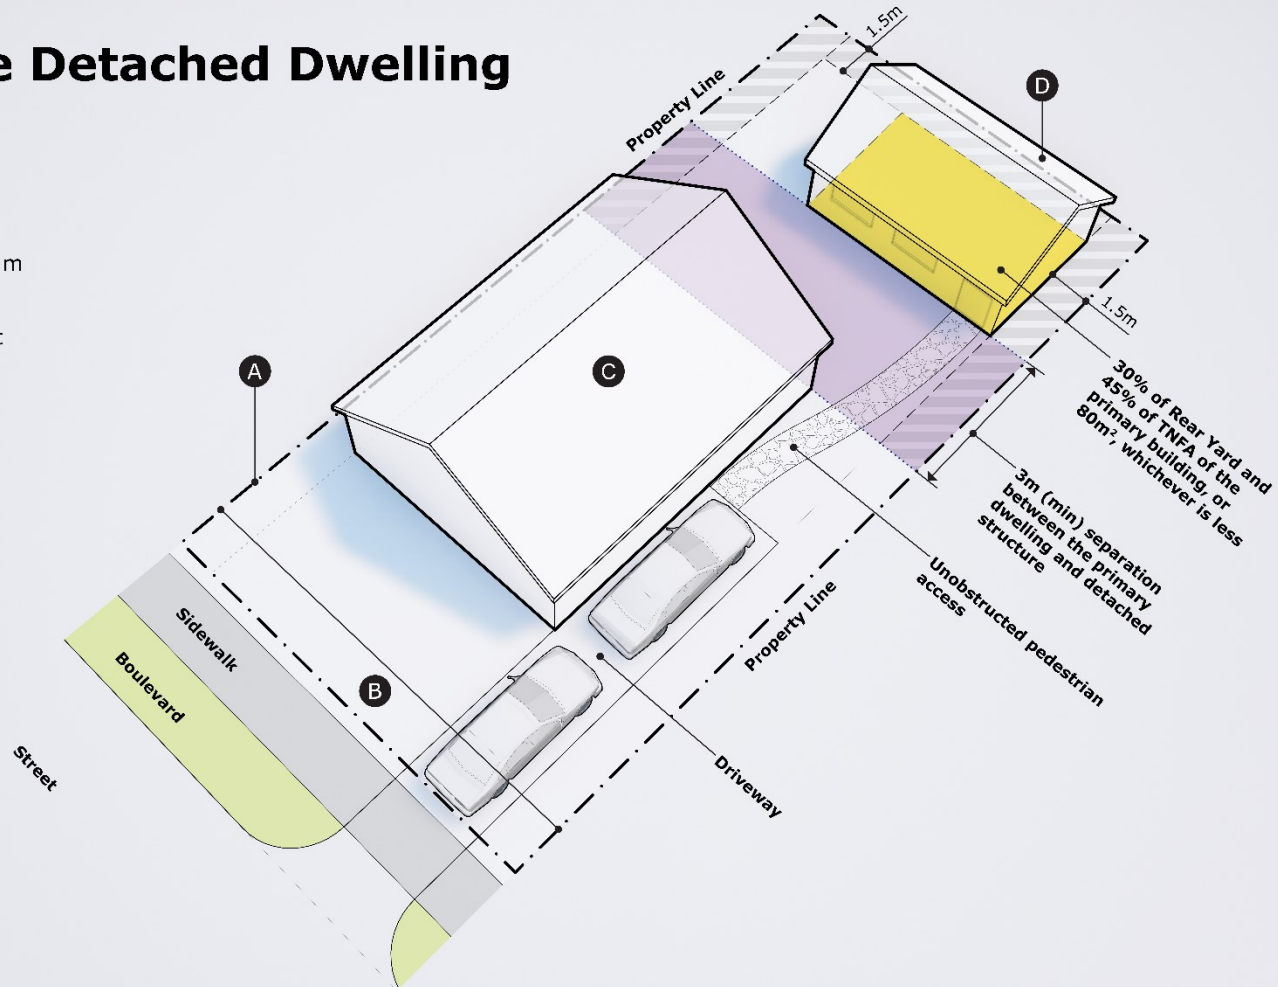 e Detached Dwelling
1.5m
D
Property Line
m
A
C
1.5m
30% of Rear Yard and
45% of TNFA of the
primary building, or
80m², whichever is less
3m (min) separation
between the primary
dwelling and detached
structure
Unobstructed pedestrian
access
Property Line
Sidewalk
Boulevard
B
Street
Driveway